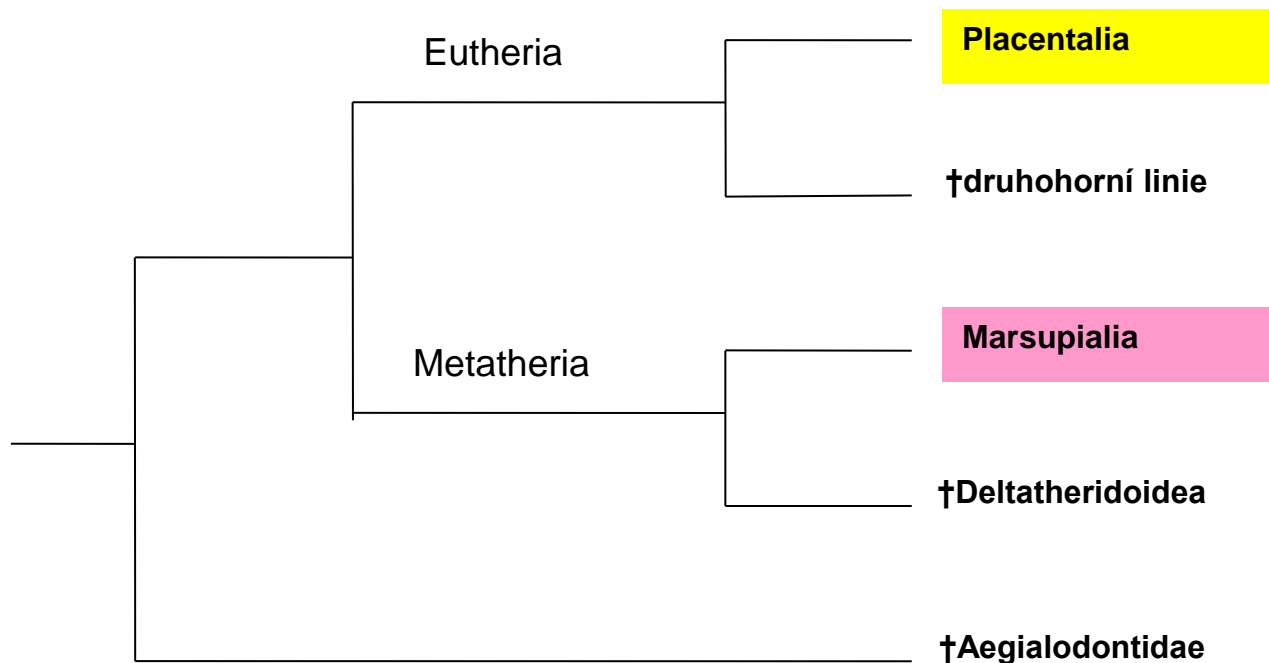 Eutheria
Placentalia
†druhohorní linie
Metatheria
Marsupialia
†Deltatheridoidea
†Aegialodontidae